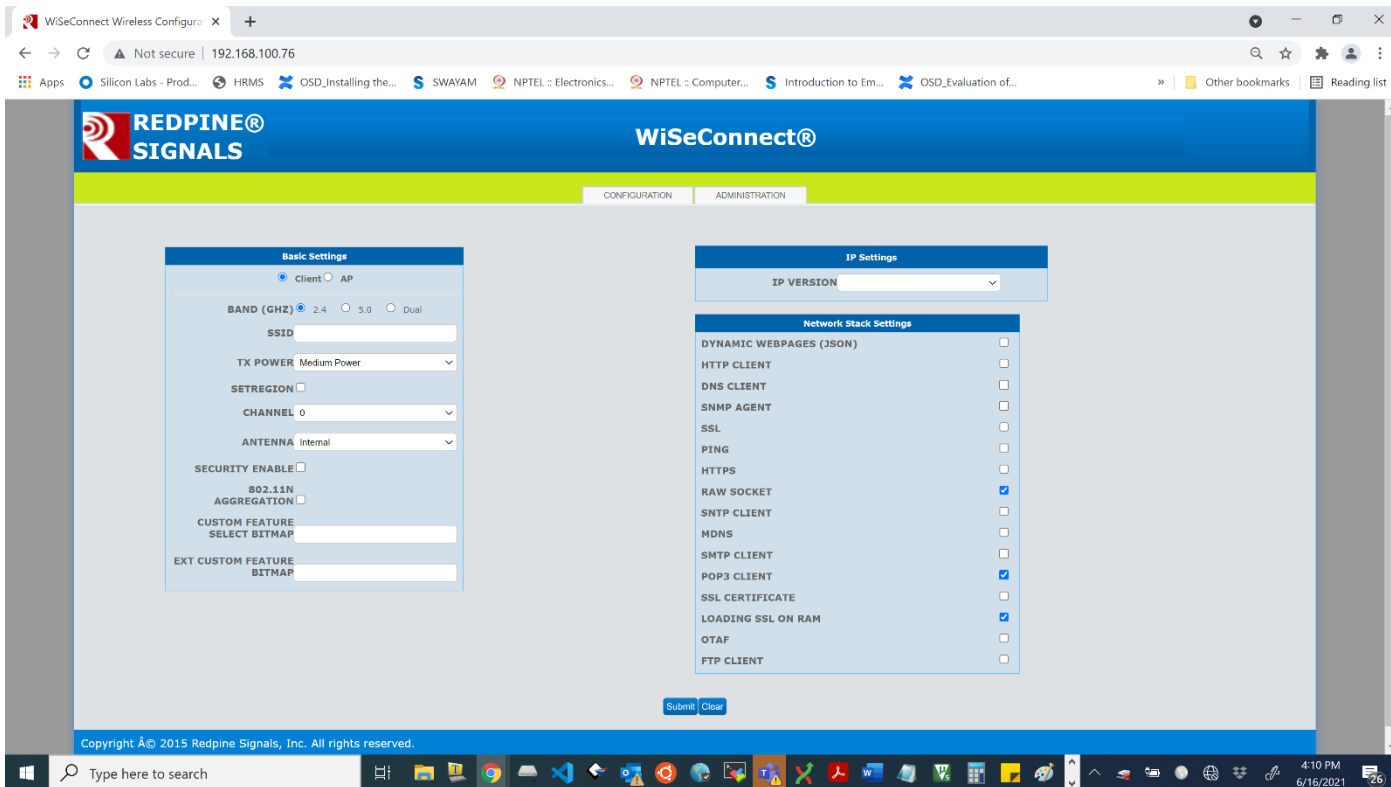 WiSeConnect Wireless Configura
Not secure | 192.168.100.76
Apps Silicon Labs - Prod... HRMS OSD_Installing the... SWAYAM NPTEL :: Electronics... NPTEL :: Computer... Introduction to Em... OSD_Evaluation of... » Other bookmarks Reading list
REDPINE®
SIGNALS
WiSeConnect®
CONFIGURATION ADMINISTRATION
Basic Settings
Client AP
BAND (GHZ) 2.4 5.0 Dual
SSID
TX POWER Medium Power
SETREGION
CHANNEL 0
ANTENNA Internal
SECURITY ENABLE
802.11N
AGGREGATION
CUSTOM FEATURE
SELECT BITMAP
EXT CUSTOM FEATURE
BITMAP
IP Settings
IP VERSION
Network Stack Settings
DYNAMIC WEBPAGES (JSON)
HTTP CLIENT
DNS CLIENT
SNMP AGENT
SSL
PING
HTTPS
RAW SOCKET
SNTP CLIENT
MDNS
SMTP CLIENT
POP3 CLIENT
SSL CERTIFICATE
LOADING SSL ON RAM
OTAF
FTP CLIENT
Submit Clear
Copyright Â© 2015 Redpine Signals, Inc. All rights reserved.
Type here to search
4:10 PM
6/16/2021
26